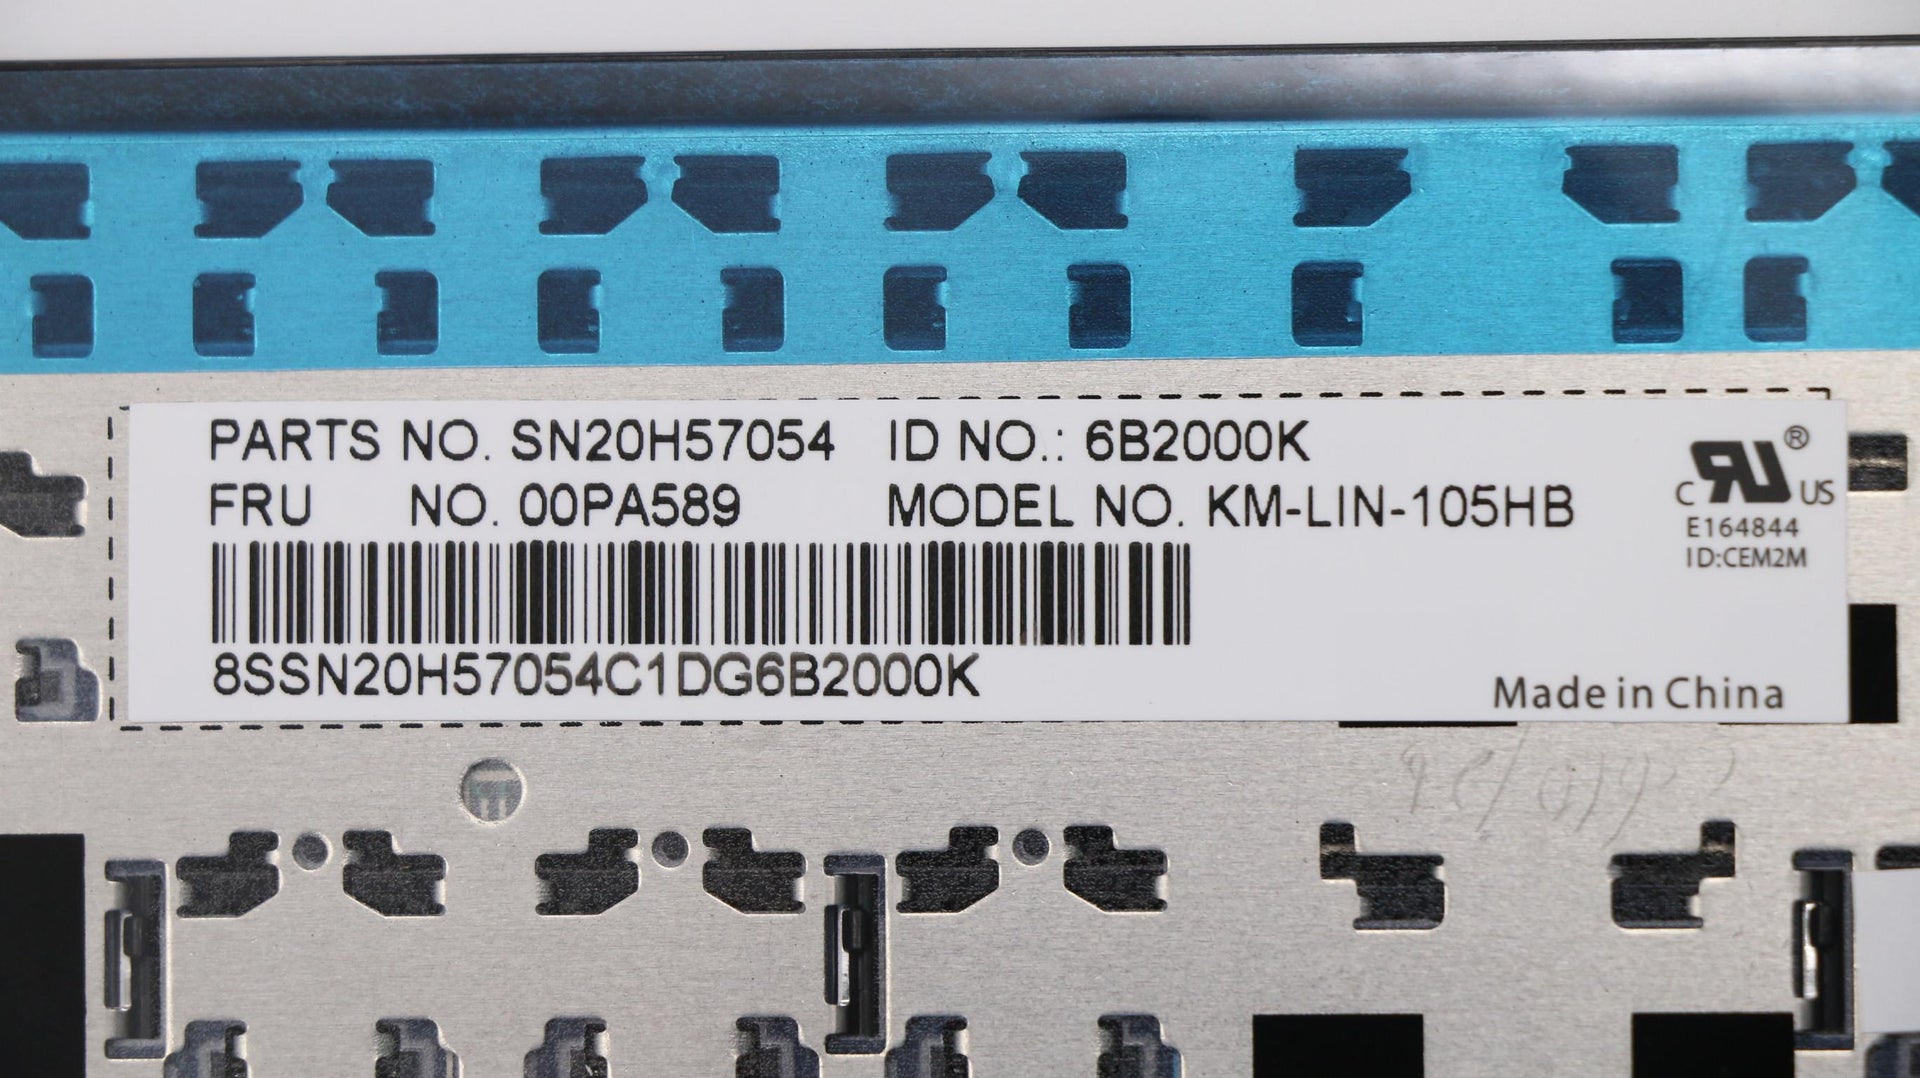 PARTS NO. SN20H57054 ID NO.: 6B2000K
FRU NO. 00PA589 MODEL NO. KM-LIN-105HB
8SSN20H57054C1DG6B2000K
C RU ® US
E164844
ID:CEM2M
Made in China